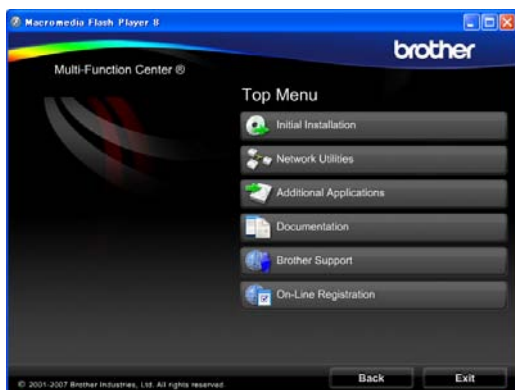 Macromedia Flash Player 8
brother
Multi-Function Center ®
Top Menu
Initial Installation
Network Utilities
Additional Applications
Documentation
Brother Support
On-Line Registration
© 2001-2007 Brother Industries, Ltd. All rights reserved.
Back
Exit